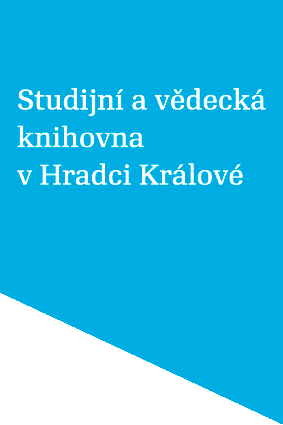 Studijní a vědecká
knihovna
v Hradci Králové